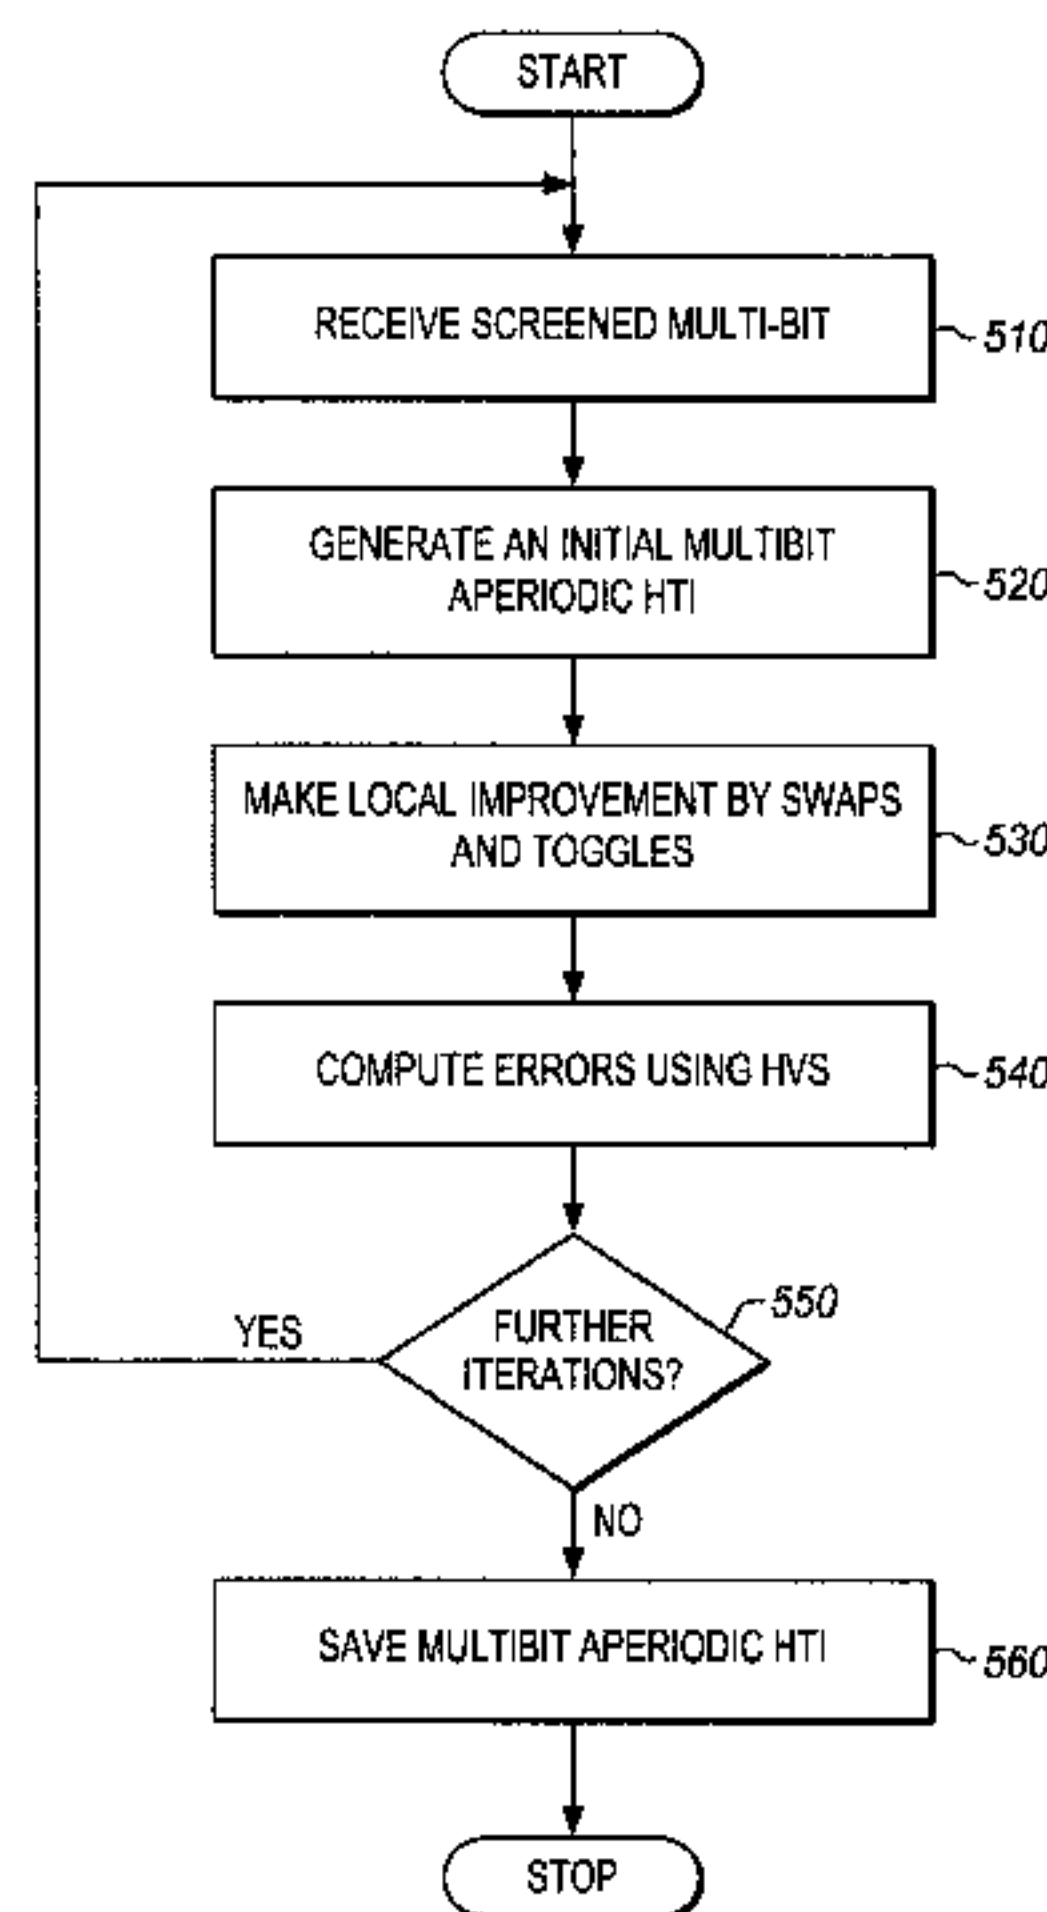 START
RECEIVE SCREENED MULTI-BIT
510
GENERATE AN INITIAL MULTIBIT
APERIODIC HTI
520
MAKE LOCAL IMPROVEMENT BY SWAPS
AND TOGGLES
530
COMPUTE ERRORS USING HVS
540
550
FURTHER
ITERATIONS?
YES
NO
SAVE MULTIBIT APERIODIC HTI
560
STOP